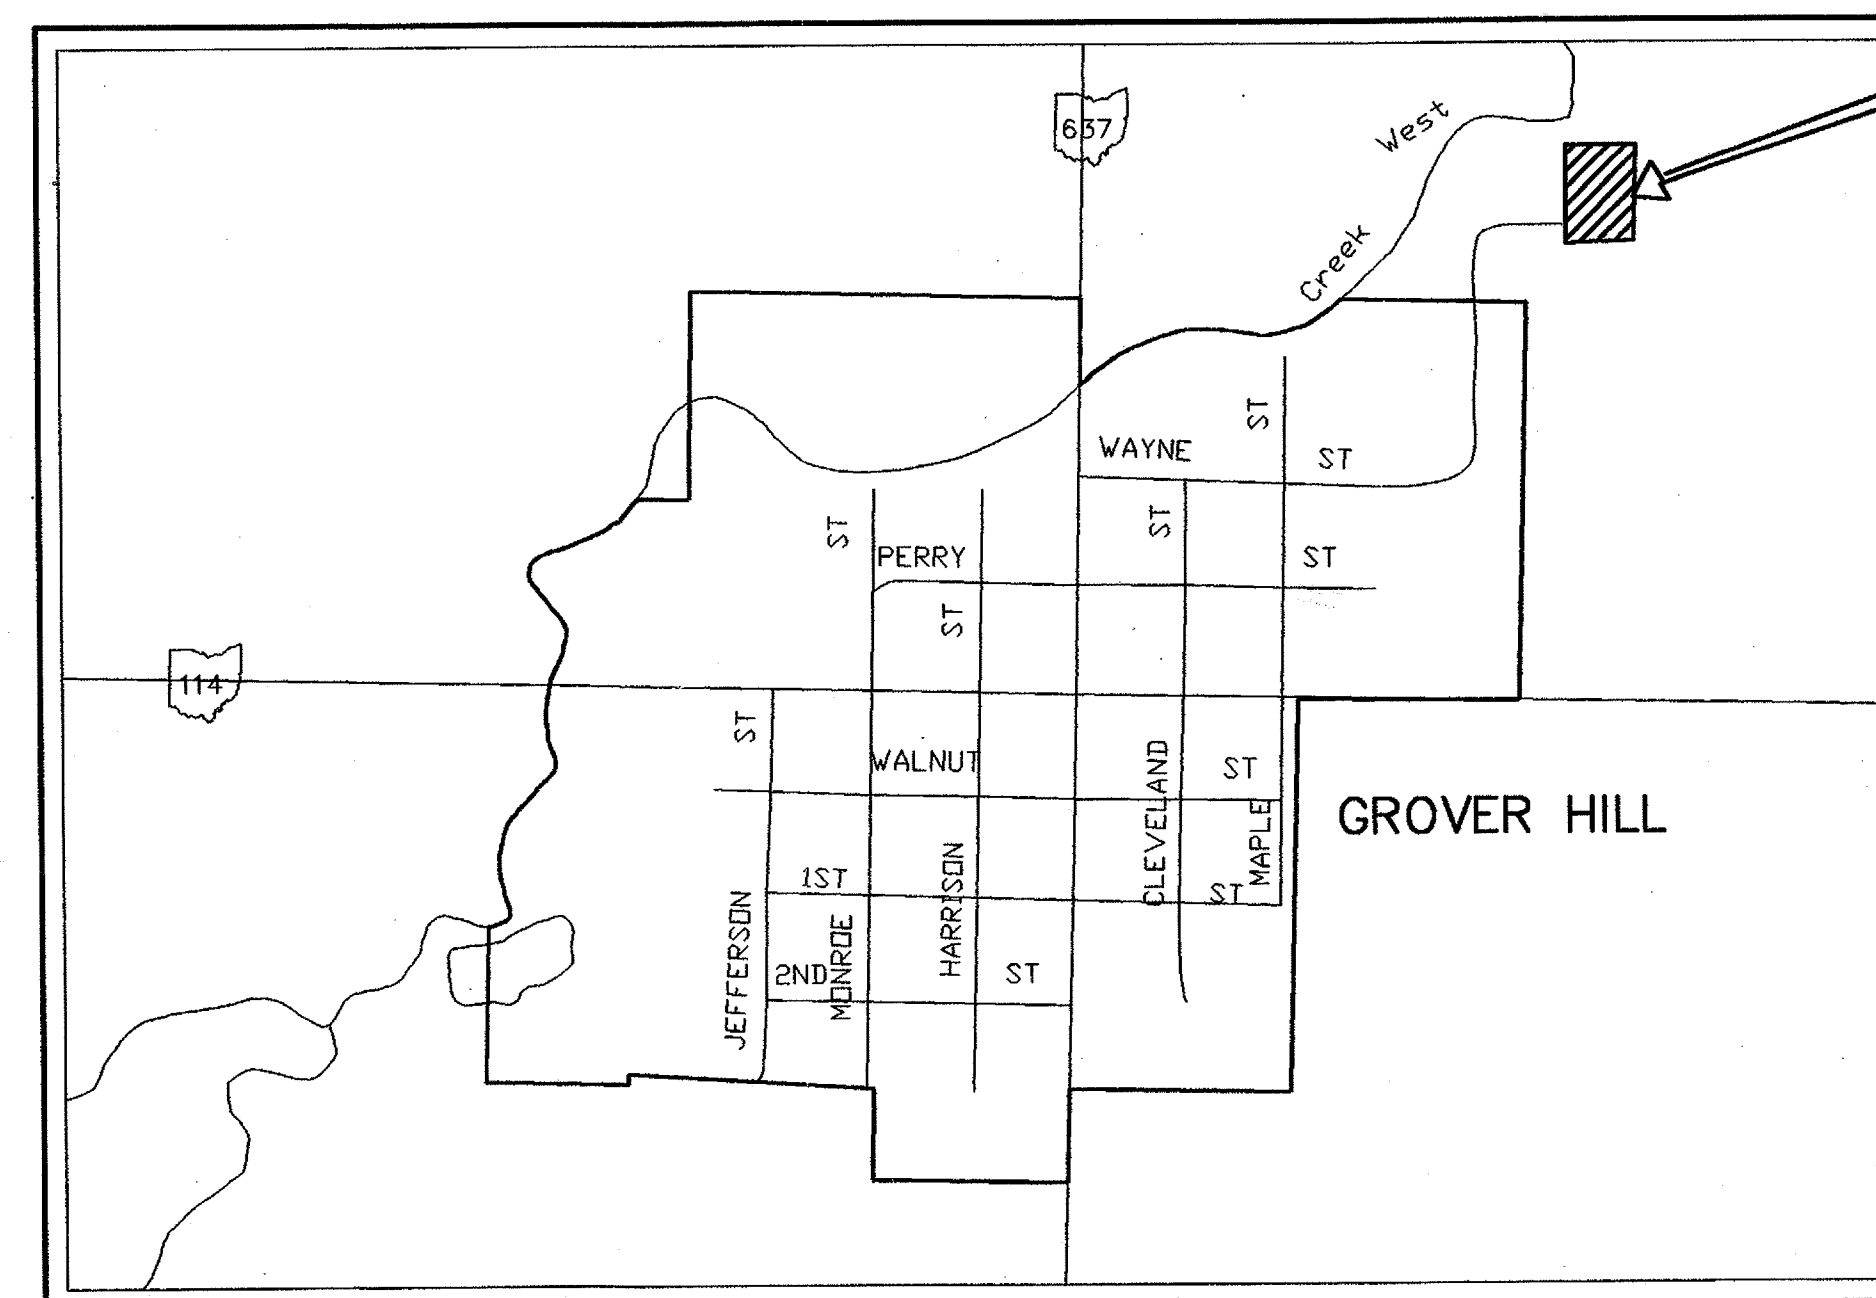 637
West
Creek
ST
WAYNE ST
ST
ST
PERRY ST
ST
114
ST
WALNUT ST
CLEVELAND
MAPLE
GROVER HILL
1ST ST
HARRISON
JEFFERSON
MONROE
2ND ST